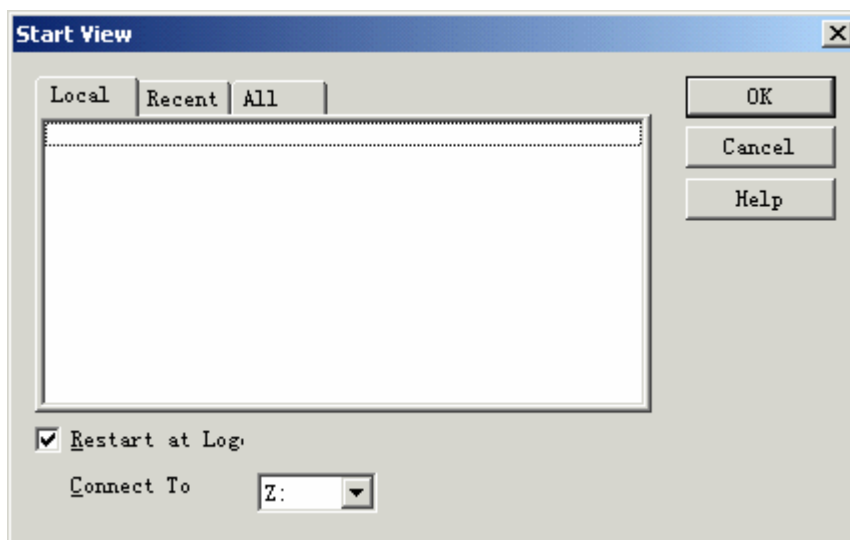 Start View
Local Recent All
OK
Cancel
Help
Restart at Log
Connect To Z: